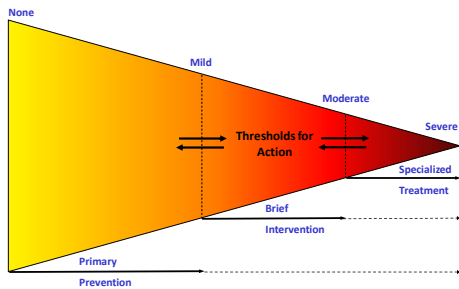 None
Mild
Moderate
Severe
Thresholds for
Action
Specialized
Treatment
Brief
Intervention
Primary
Prevention